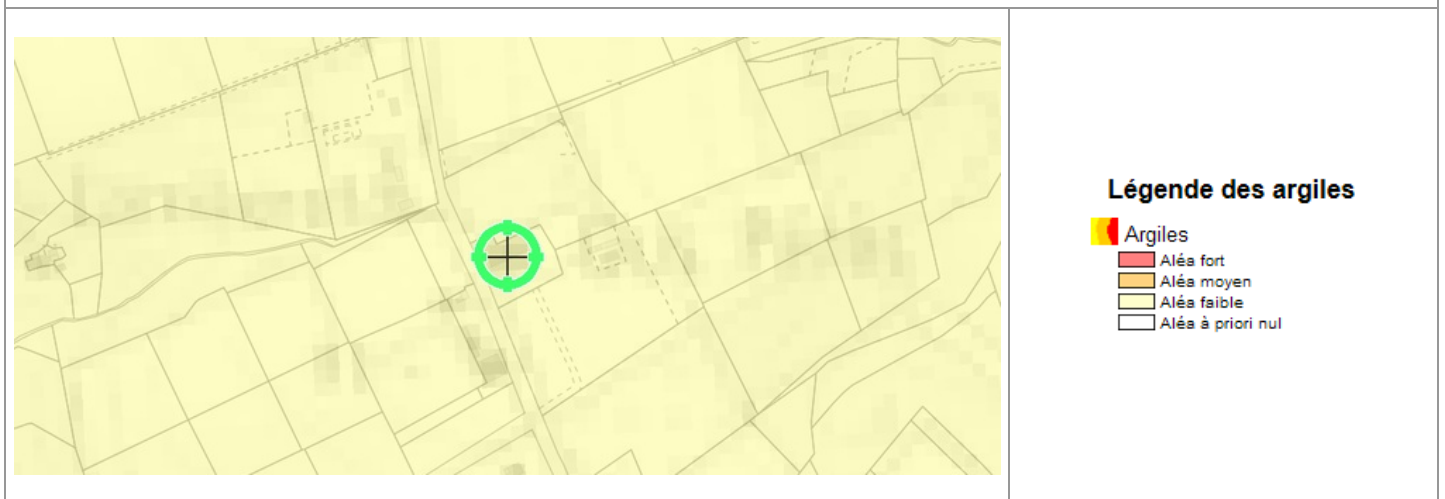 Légende des argiles
Argiles
Aléa fort
Aléa moyen
Aléa faible
Aléa à priori nul